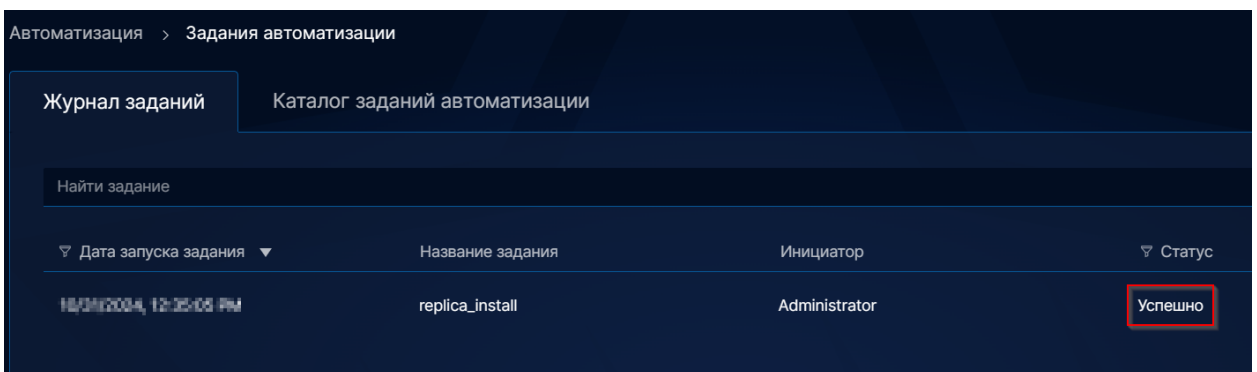 Автоматизация > Задания автоматизации
Журнал заданий Каталог заданий автоматизации
Найти задание
Дата запуска задания Название задания Инициатор Статус
replica_install Administrator Успешно